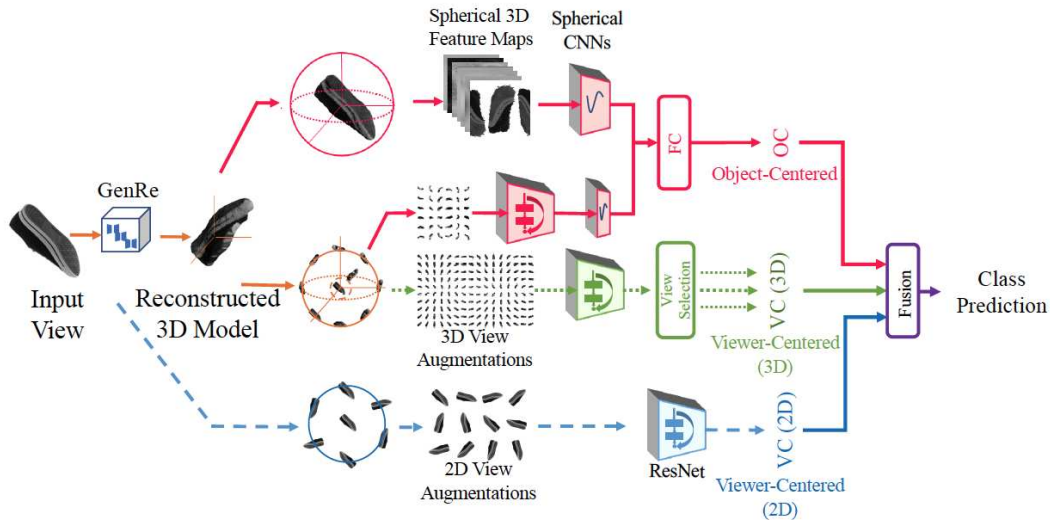 Spherical 3D
Feature Maps
Spherical
CNNs
GenRe
FC
OC
Object-Centered
Input
View
Reconstructed
3D Model
3D View
Augmentations
View
Selection
VC (3D)
Viewer-Centered
(3D)
Fusion
Class
Prediction
2D View
Augmentations
ResNet
VC (2D)
Viewer-Centered
(2D)